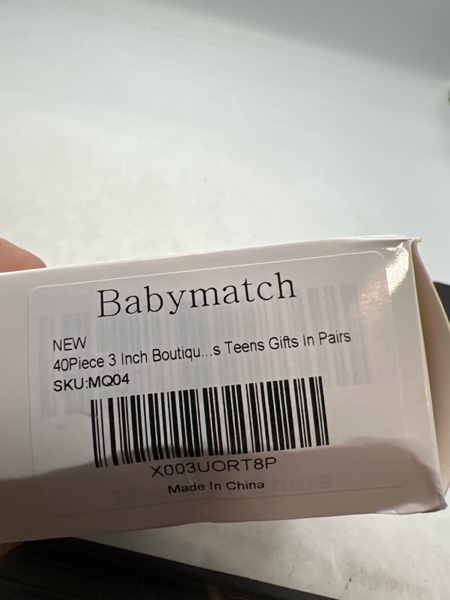 Babymatch
NEW
40Piece 3 Inch Boutiqu...s Teens Gifts In Pairs
SKU:MQ04
X003UORT8P
Made In China